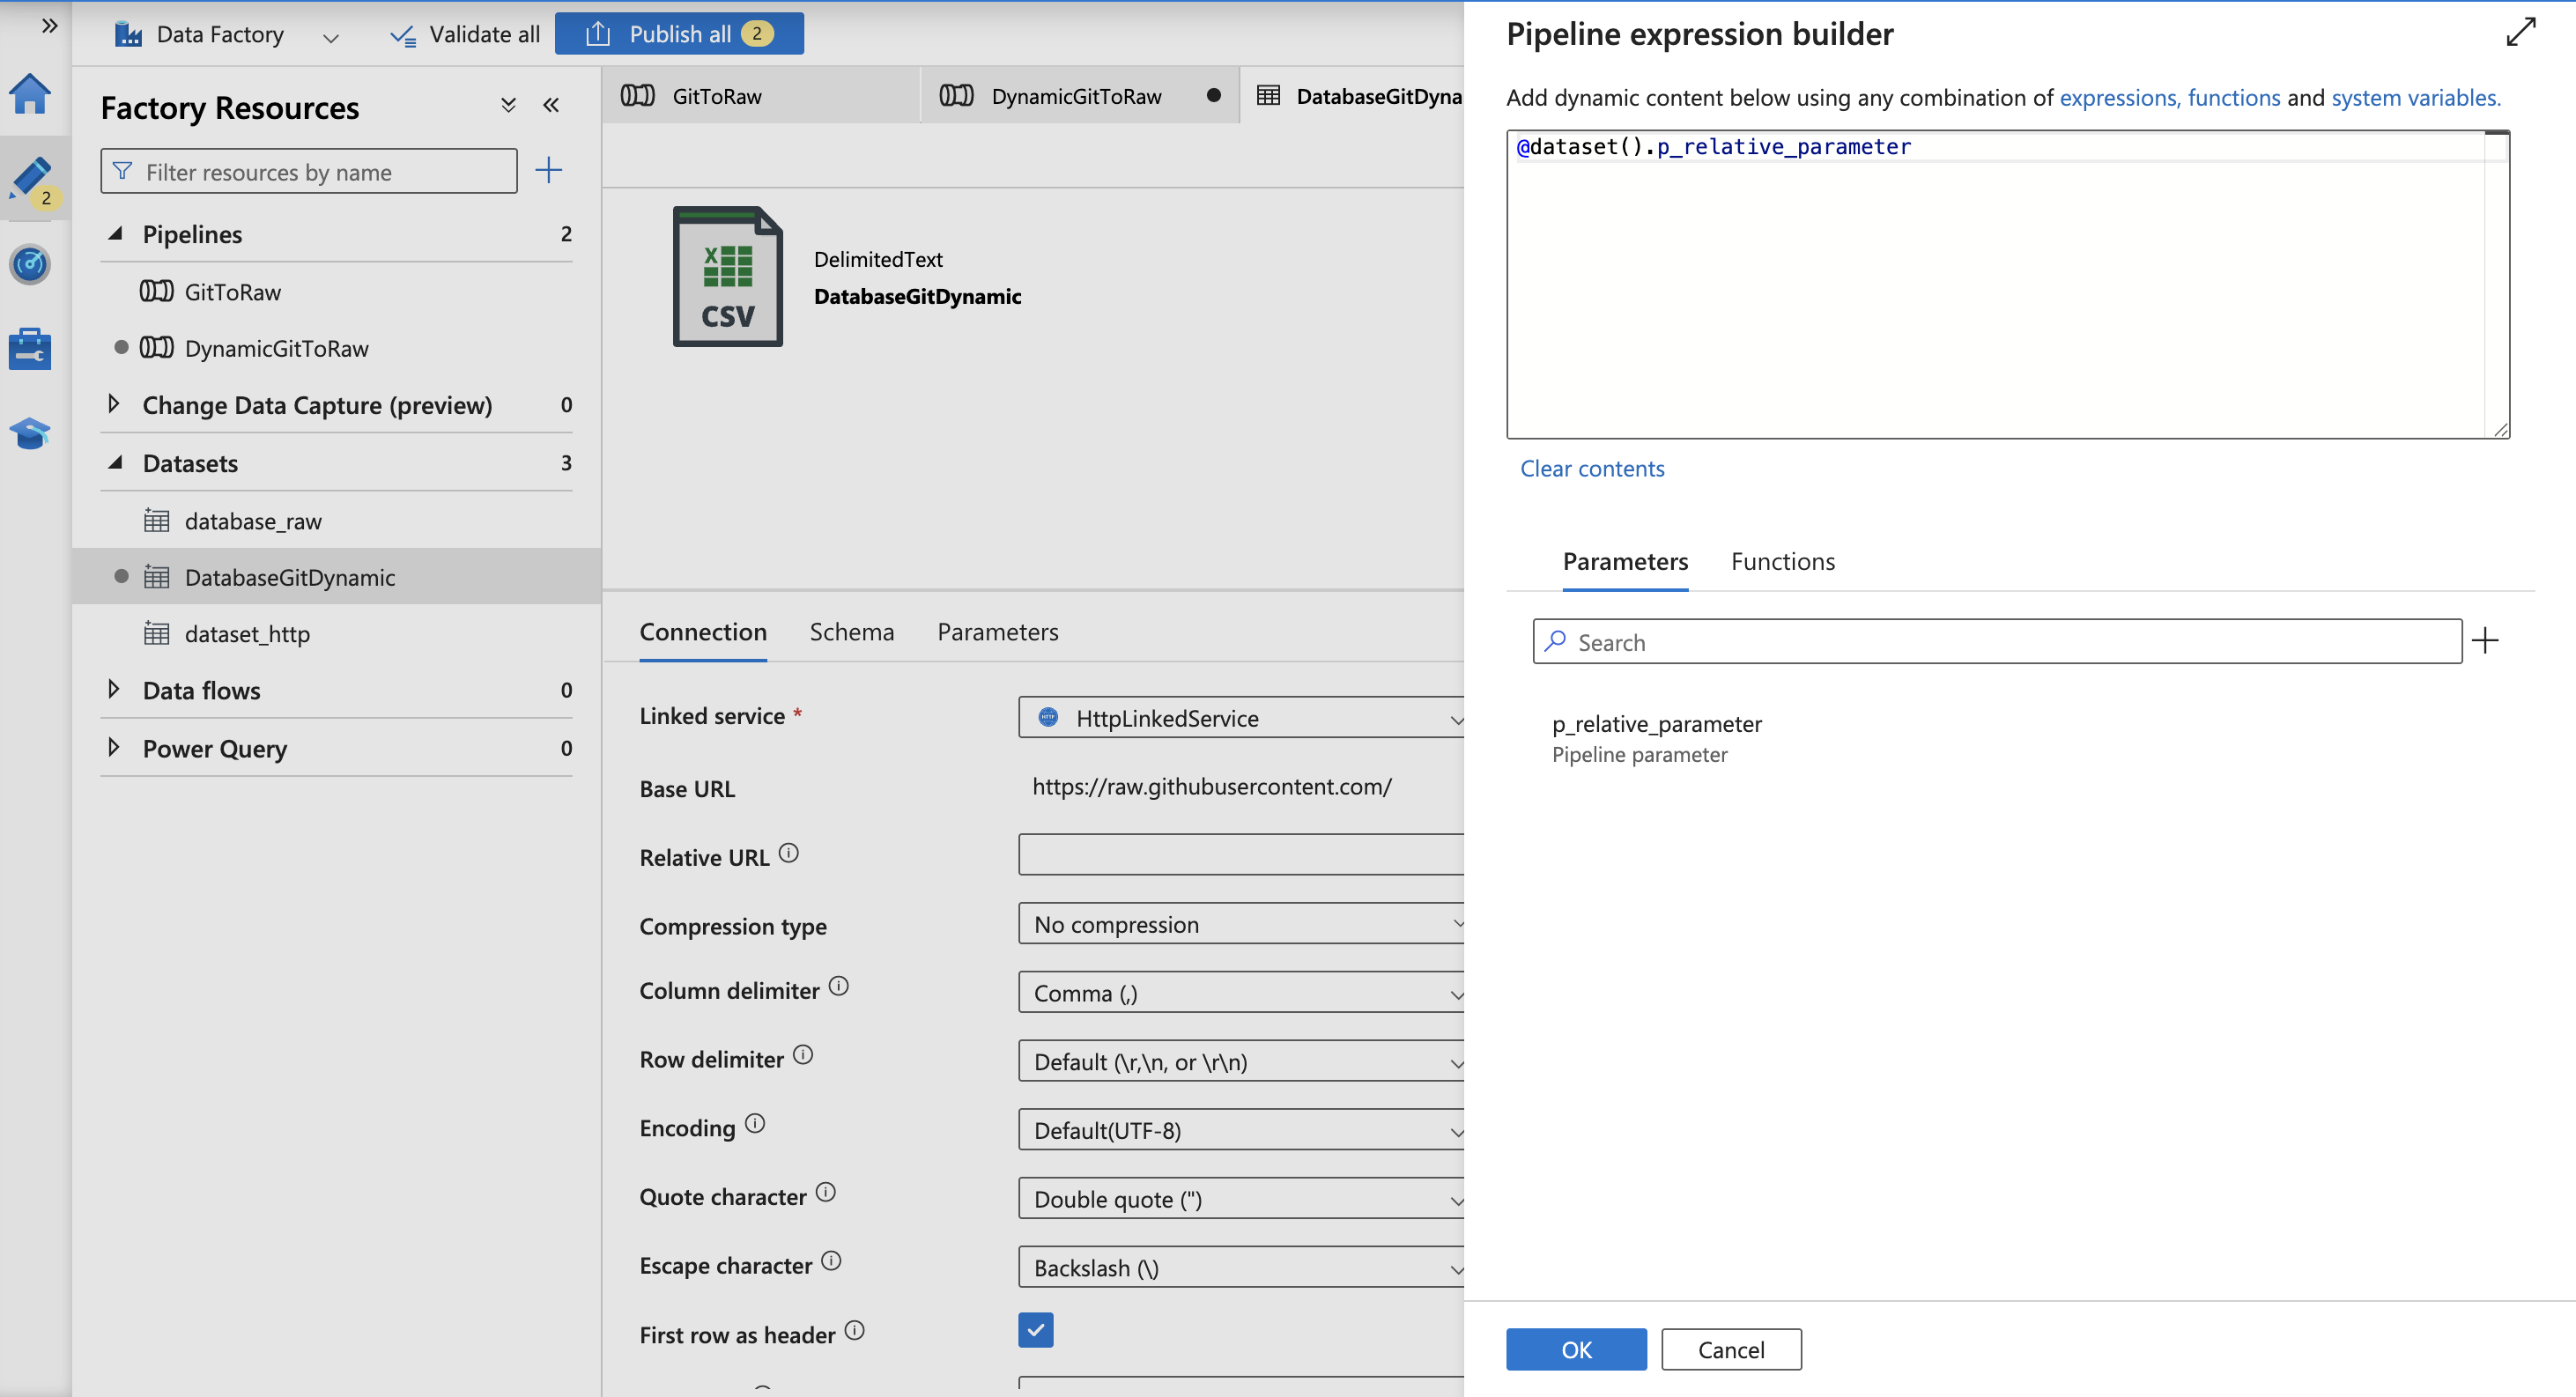 Data Factory
Validate all
Publish all 2
2
Factory Resources
Filter resources by name
Pipelines 2
GitToRaw
DynamicGitToRaw
Change Data Capture (preview) 0
Datasets 3
database_raw
DatabaseGitDynamic
dataset_http
Data flows 0
Power Query 0
GitToRaw
DynamicGitToRaw
DatabaseGitDyna
X
CSV
DelimitedText
DatabaseGitDynamic
Connection Schema Parameters
Linked service *
HTTP HttpLinkedService
Base URL
https://raw.githubusercontent.com/
Relative URL
Compression type
No compression
Column delimiter
Comma (,)
Row delimiter
Default (\r,\n, or \r\n)
Encoding
Default(UTF-8)
Quote character
Double quote (")
Escape character
Backslash (\)
First row as header
Pipeline expression builder
Add dynamic content below using any combination of expressions, functions and system variables.
@dataset().p_relative_parameter
Clear contents
Parameters Functions
Search
p_relative_parameter
Pipeline parameter
OK Cancel